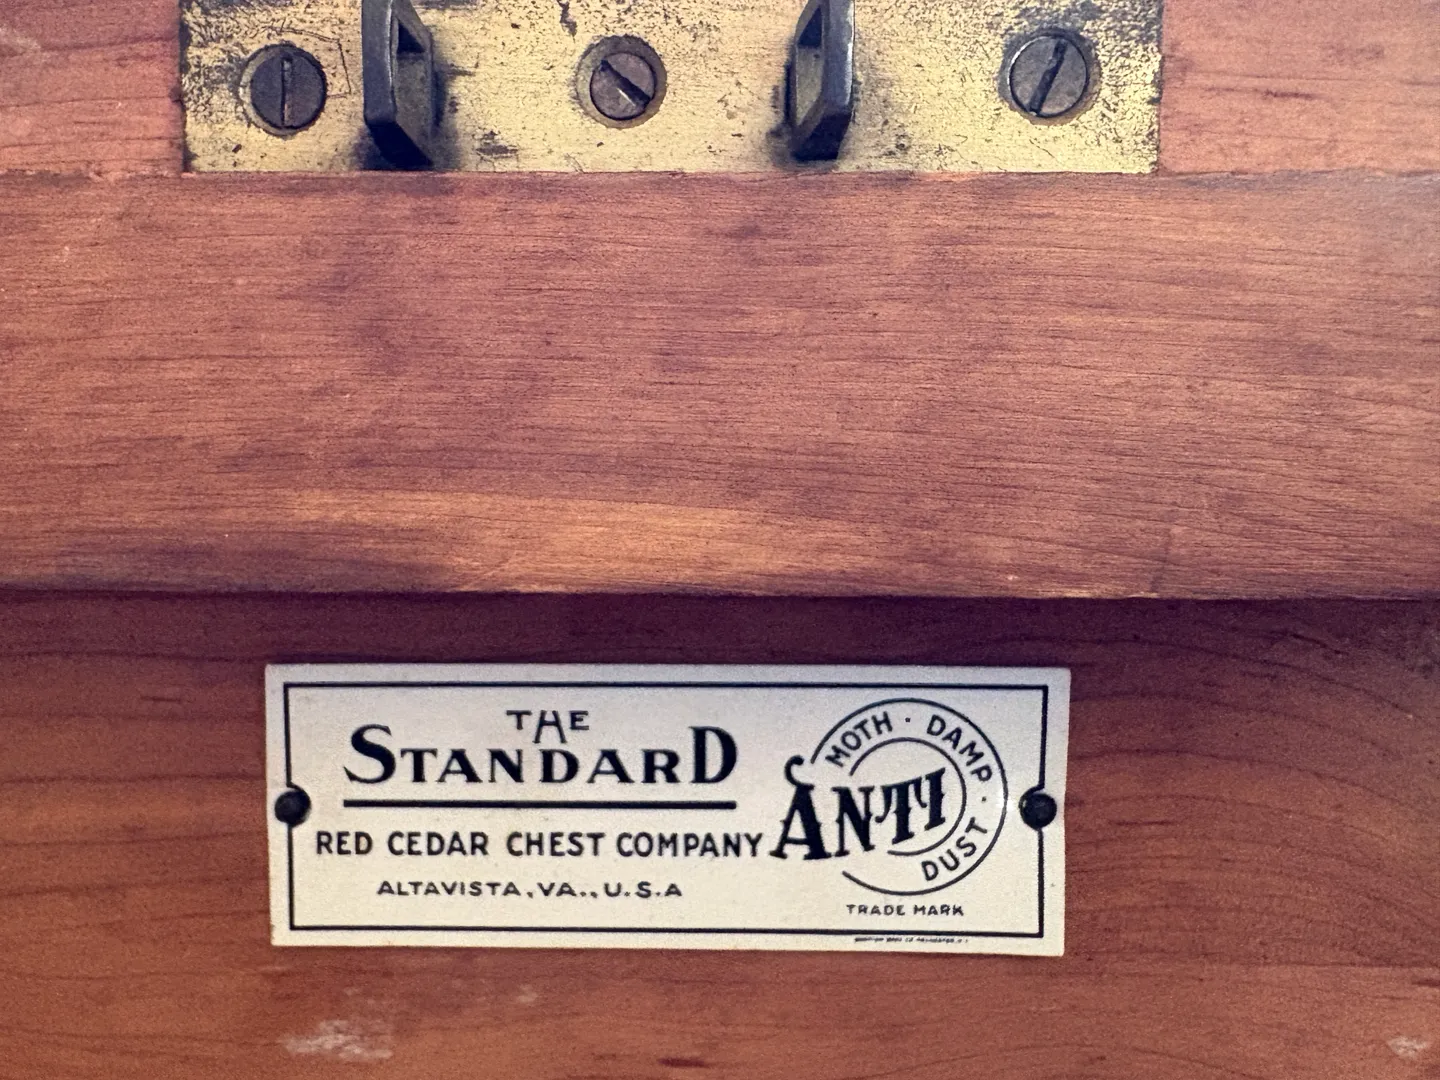 THE
STANDARD
RED CEDAR CHEST COMPANY
ALTAVISTA, VA., U.S.A
MOTH · DAMP · DUST
ANTI
TRADE MARK